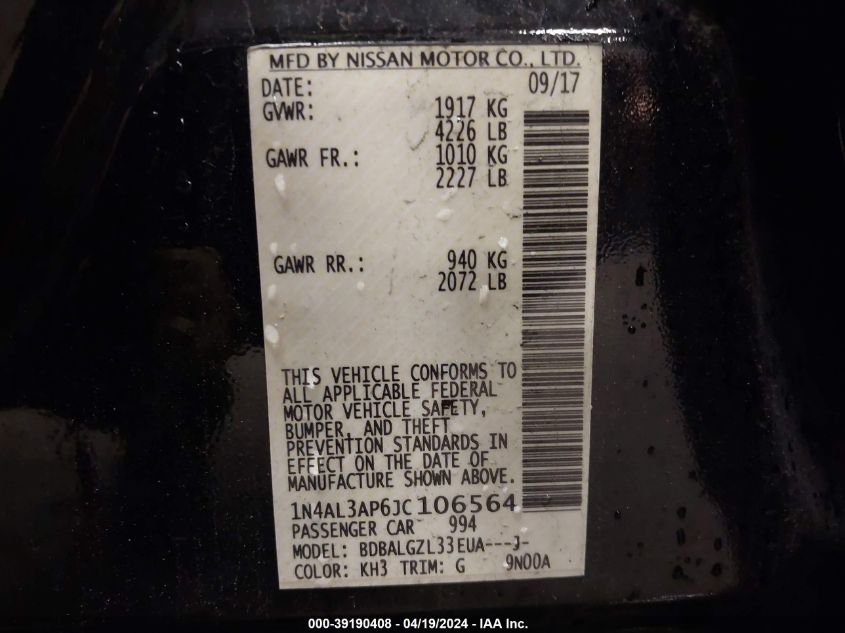 MFD BY NISSAN MOTOR CO., LTD.
DATE: 09/17
GVWR: 1917 KG
4226 LB
GAWR FR.: 1010 KG
2227 LB
GAWR RR.: 940 KG
2072 LB
THIS VEHICLE CONFORMS TO
ALL APPLICABLE FEDERAL
MOTOR VEHICLE SAFETY,
BUMPER, AND THEFT
PREVENTION STANDARDS IN
EFFECT ON THE DATE OF
MANUFACTURE SHOWN ABOVE.
1N4AL3AP6JC106564
PASSENGER CAR 994
MODEL: BDBALGZL33EUA---J-
COLOR: KH3 TRIM: G 9N00A
000-39190408 - 04/19/2024 - IAA Inc.